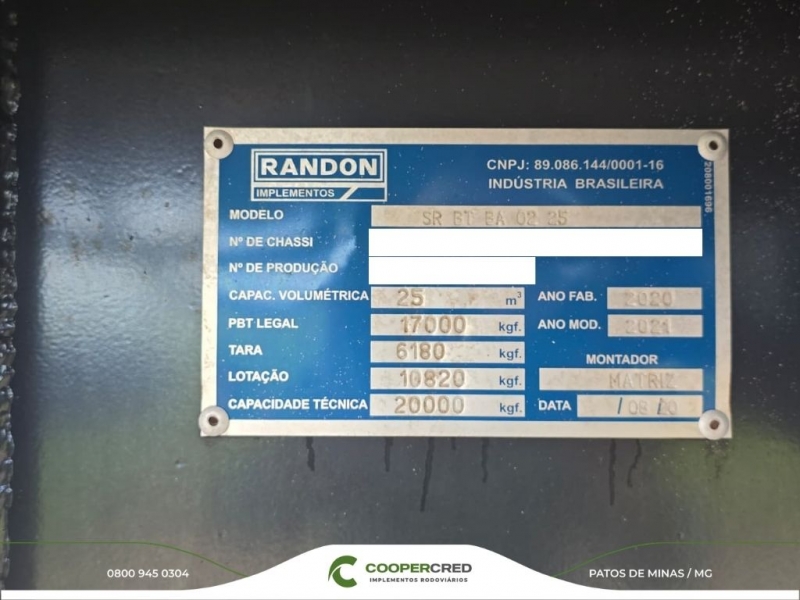 RANDON
IMPLEMENTOS
CNPJ: 89.086.144/0001-16
INDÚSTRIA BRASILEIRA
208001696
MODELO SR BT BA 02 25
Nº DE CHASSI
Nº DE PRODUÇÃO
CAPAC. VOLUMÉTRICA 25 m³ ANO FAB. 2020
PBT LEGAL 17000 kgf. ANO MOD. 2021
TARA 6180 kgf.
MONTADOR
LOTAÇÃO 10820 kgf. MATRIZ
CAPACIDADE TÉCNICA 20000 kgf. DATA / 08 / 20
0800 945 0304
COOPERCRED
IMPLEMENTOS RODOVIÁRIOS
PATOS DE MINAS / MG